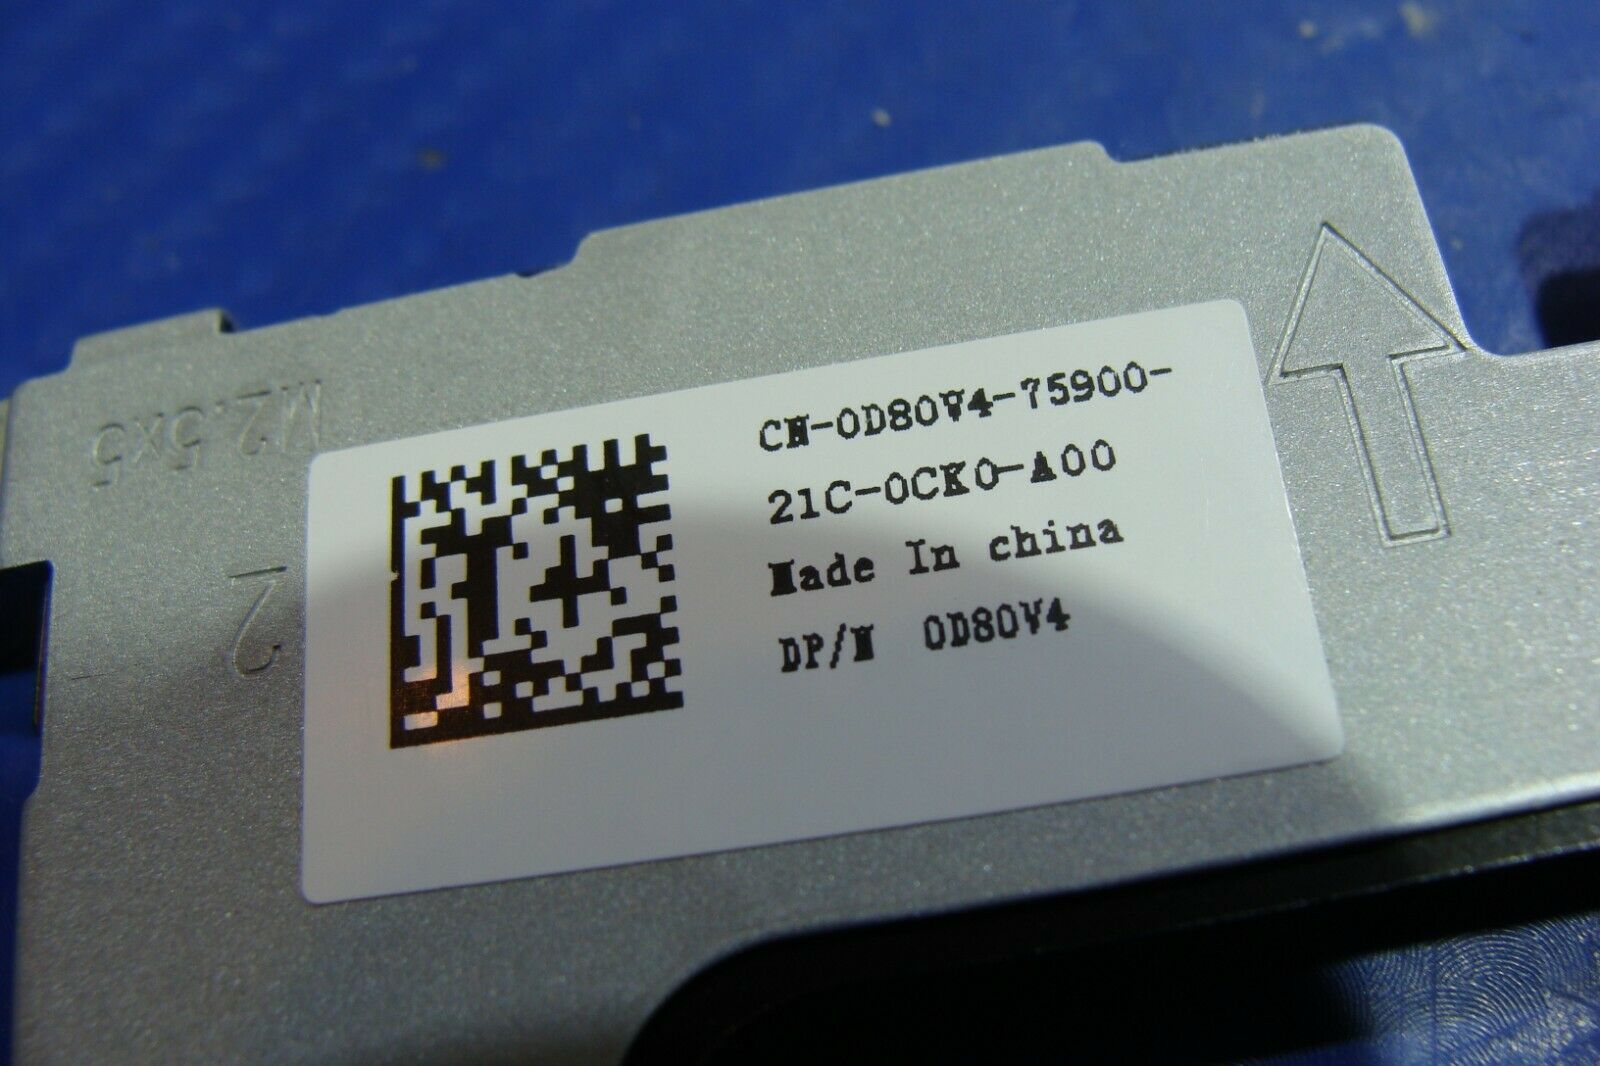 CN-0D80V4-75900-
21C-0CK0-A00
Made In china
DP/N 0D80V4
M2.5x5
2